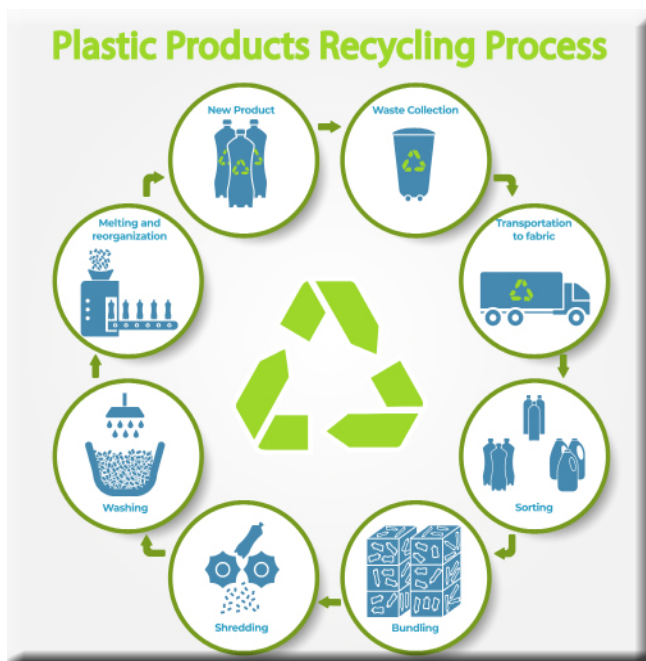 Plastic Products Recycling Process
New Product
Waste Collection
Transportation
to fabric
Sorting
Bundling
Shredding
Washing
Melting and
reorganization